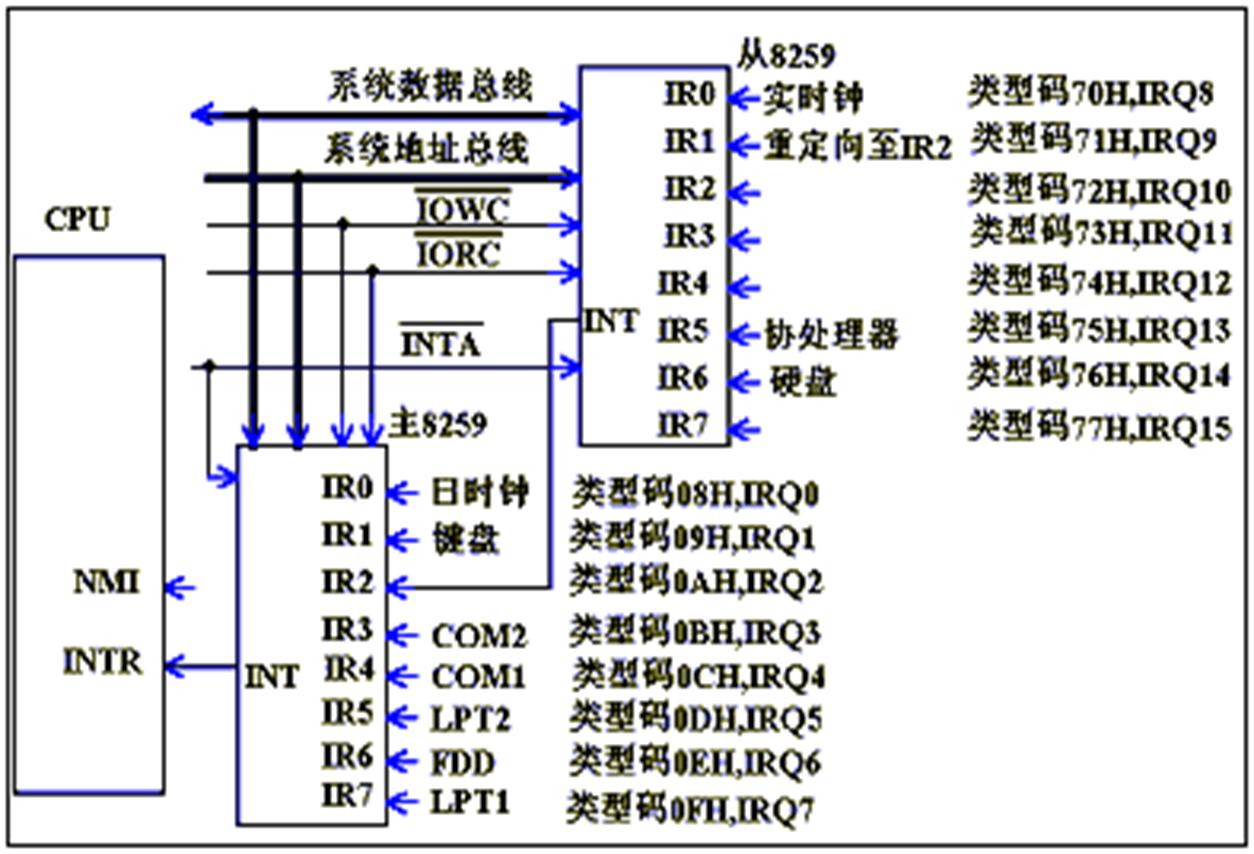 从8259
系统数据总线
IR0 实时钟 类型码70H,IRQ8
系统地址总线
IR1 重定向至IR2 类型码71H,IRQ9
IR2 类型码72H,IRQ10
CPU
IOWC
IR3 类型码73H,IRQ11
IORC
IR4 类型码74H,IRQ12
INT
IR5 协处理器 类型码75H,IRQ13
INTA
IR6 硬盘 类型码76H,IRQ14
主8259
IR7 类型码77H,IRQ15
IR0 日时钟 类型码08H,IRQ0
IR1 键盘 类型码09H,IRQ1
NMI
IR2 类型码0AH,IRQ2
IR3 COM2 类型码0BH,IRQ3
INTR
INT
IR4 COM1 类型码0CH,IRQ4
IR5 LPT2 类型码0DH,IRQ5
IR6 FDD 类型码0EH,IRQ6
IR7 LPT1 类型码0FH,IRQ7